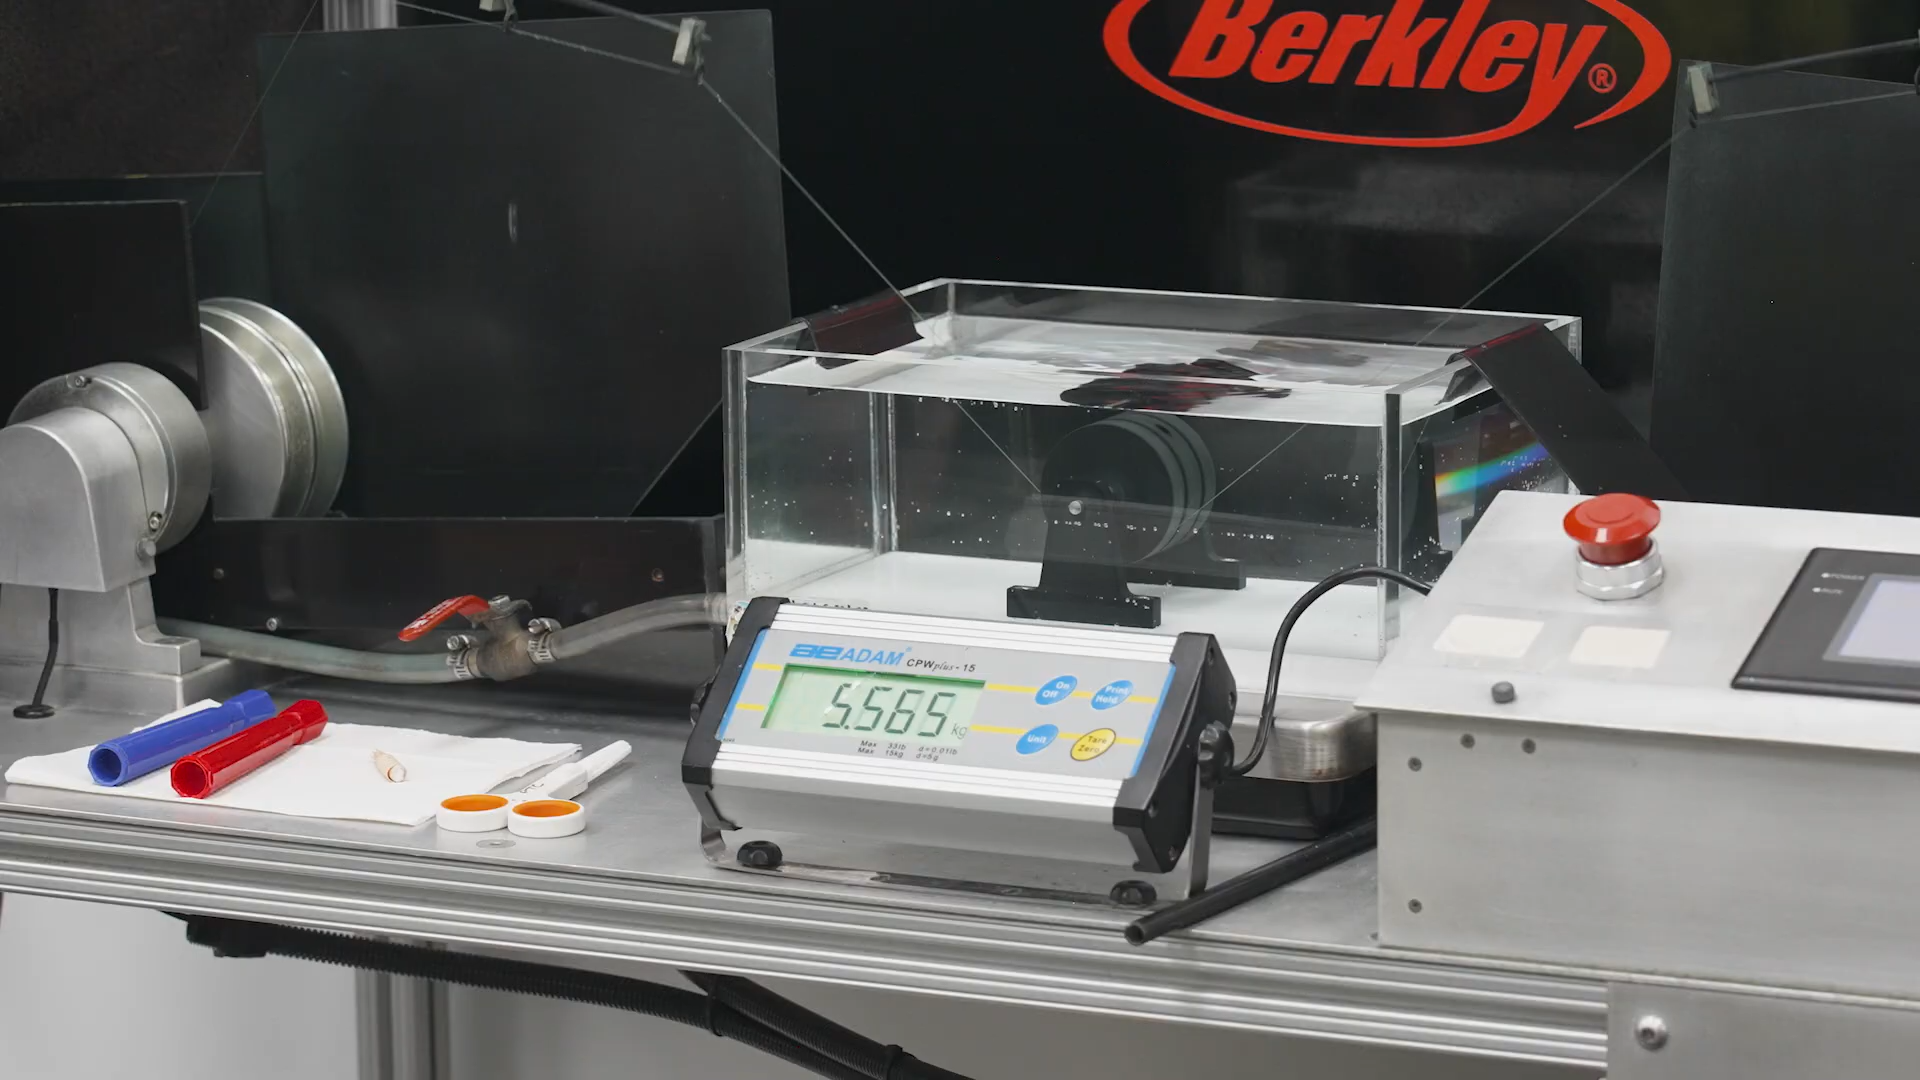 Berkley®
ADAM® CPWplus-15
5.565 kg
Max 33lb d=0.01lb
Max 15kg d=5g
On
Off
Print
Hold
Unit
Tare
Zero
POWER